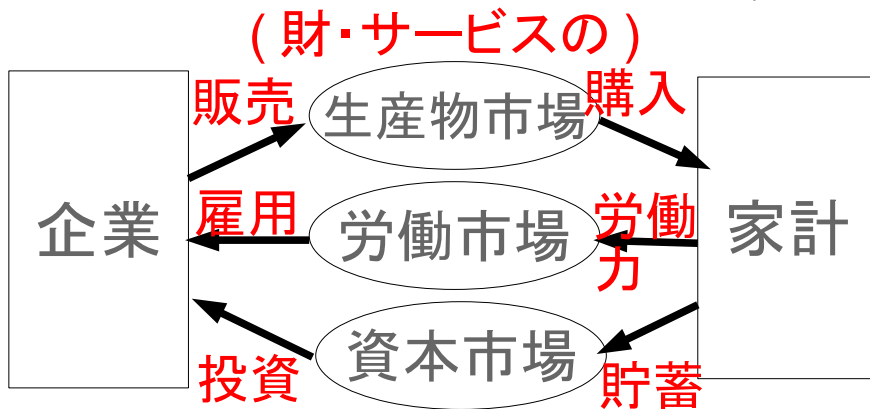 (財・サービスの)
販売
生産物市場
購入
企業
雇用
労働市場
労働
力
家計
投資
資本市場
貯蓄